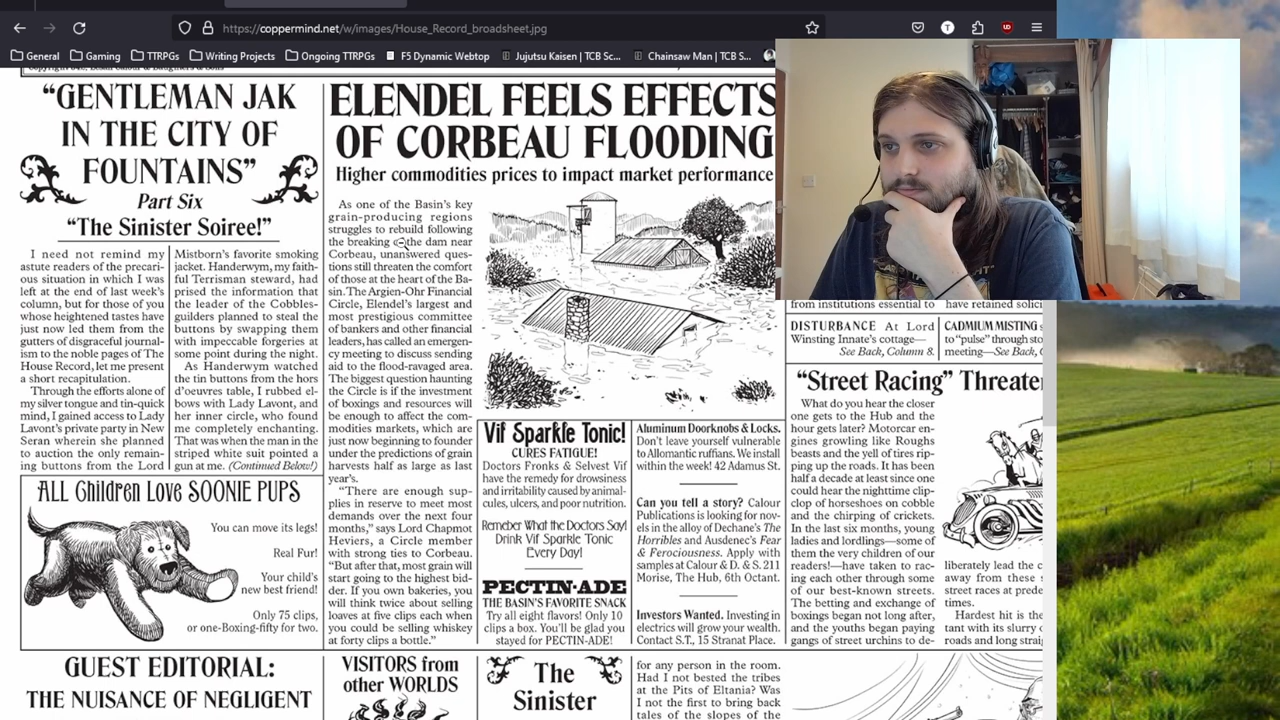 https://coppermind.net/w/images/House_Record_broadsheet.jpg
General
Gaming
TTRPGs
Writing Projects
Ongoing TTRPGs
F5 Dynamic Webtop
Jujutsu Kaisen | TCB Sc...
Chainsaw Man | TCB S...
“GENTLEMAN JAK
IN THE CITY OF
FOUNTAINS”
Part Six
“The Sinister Soiree!”
I need not remind my
astute readers of the precari-
ous situation in which I was
left at the end of last week's
column, but for those of you
whose heightened tastes have
just now led them from the
gutters of disgraceful journal-
ism to the noble pages of The
House Record, let me present
a short recapitulation.
Through the efforts alone of
my silver tongue and tin-quick
mind, I gained access to Lady
Lavont's private party in New
Seran wherein she planned
to auction the only remain-
ing buttons from the Lord
Mistborn's favorite smoking
jacket. Handerwym, my faith-
ful Terrisman steward, had
prised the information that
the leader of the Cobbles-
guilders planned to steal the
buttons by swapping them
with impeccable forgeries at
some point during the night.
As Handerwym watched
the tin buttons from the hors
d'oeuvres table, I rubbed el-
bows with Lady Lavont, and
her inner circle, who found
me completely enchanting.
That was when the man in the
striped white suit pointed a
gun at me. (Continued Below!)
ALL Children Love SOONIE PUPS
You can move its legs!
Real Fur!
Your child's
new best friend!
Only 75 clips,
or one-Boxing-fifty for two.
GUEST EDITORIAL:
THE NUISANCE OF NEGLIGENT
ELENDEL FEELS EFFECTS
OF CORBEAU FLOODING
Higher commodities prices to impact market performance
As one of the Basin's key
grain-producing regions
struggles to rebuild following
the breaking of the dam near
Corbeau, unanswered ques-
tions still threaten the comfort
of those at the heart of the Ba-
sin. The Argien-Ohr Financial
Circle, Elendel's largest and
most prestigious committee
of bankers and other financial
leaders, has called an emergen-
cy meeting to discuss sending
aid to the flood-ravaged area.
The biggest question haunting
the Circle is if the investment
of boxings and resources will
be enough to affect the com-
modities markets, which are
just now beginning to founder
under the predictions of grain
harvests half as large as last
year's.
“There are enough sup-
plies in reserve to meet most
demands over the next four
months,” says Lord Chapmot
Heviers, a Circle member
with strong ties to Corbeau.
“But after that, most grain will
start going to the highest bid-
der. If you own bakeries, you
will think twice about selling
loaves at five clips each when
you could be selling whiskey
at forty clips a bottle.”
VISITORS from
other WORLDS
Vif Sparkle Tonic!
CURES FATIGUE!
Doctors Fronks & Selvest Vif
have the remedy for drowsiness
and irritability caused by animal-
cules, ulcers, and poor nutrition.
Remeber What the Doctors Say!
Drink Vif Sparkle Tonic
Every Day!
PECTIN-ADE
THE BASIN'S FAVORITE SNACK
Try all eight flavors! Only 10
clips a box. You'll be glad you
stayed for PECTIN-ADE!
The
Sinister
Aluminum Doorknobs & Locks.
Don't leave yourself vulnerable
to Allomantic ruffians. We install
within the week! 42 Adamus St.
Can you tell a story? Calour
Publications is looking for nov-
els in the alloy of Dechane's The
Horribles and Ausdenec's Fear
& Ferociousness. Apply with
samples at Calour & D. & S. 211
Morise, The Hub, 6th Octant.
Investors Wanted. Investing in
electrics will grow your wealth.
Contact S.T., 15 Stranat Place.
for any person in the room.
Had I not bested the tribes
at the Pits of Eltania? Was
I not the first to bring back
tales of the slopes of the
from institutions essential to
have retained solici
DISTURBANCE At Lord
Winsting Innate's cottage—
See Back, Column 8.
CADMIUM MISTING s
to “pulse” through sto
meeting—See Back, C
“Street Racing” Threate
What do you hear the closer
one gets to the Hub and the
hour gets later? Motorcar en-
gines growling like Roughs
beasts and the yell of tires rip-
ping up the roads. It has been
half a decade at least since one
could hear the nighttime clip-
clop of horseshoes on cobble
and the chirping of crickets.
In the last six months, young
ladies and lordlings—some of
them the very children of our
readers!—have taken to rac-
ing each other through some
of our best-known streets.
The betting and exchange of
boxings began not long after,
and the youths began paying
gangs of street urchins to de-
liberately lead the c
away from these s
street races at prede
times.
Hardest hit is the
tant with its slurry o
roads and long straig